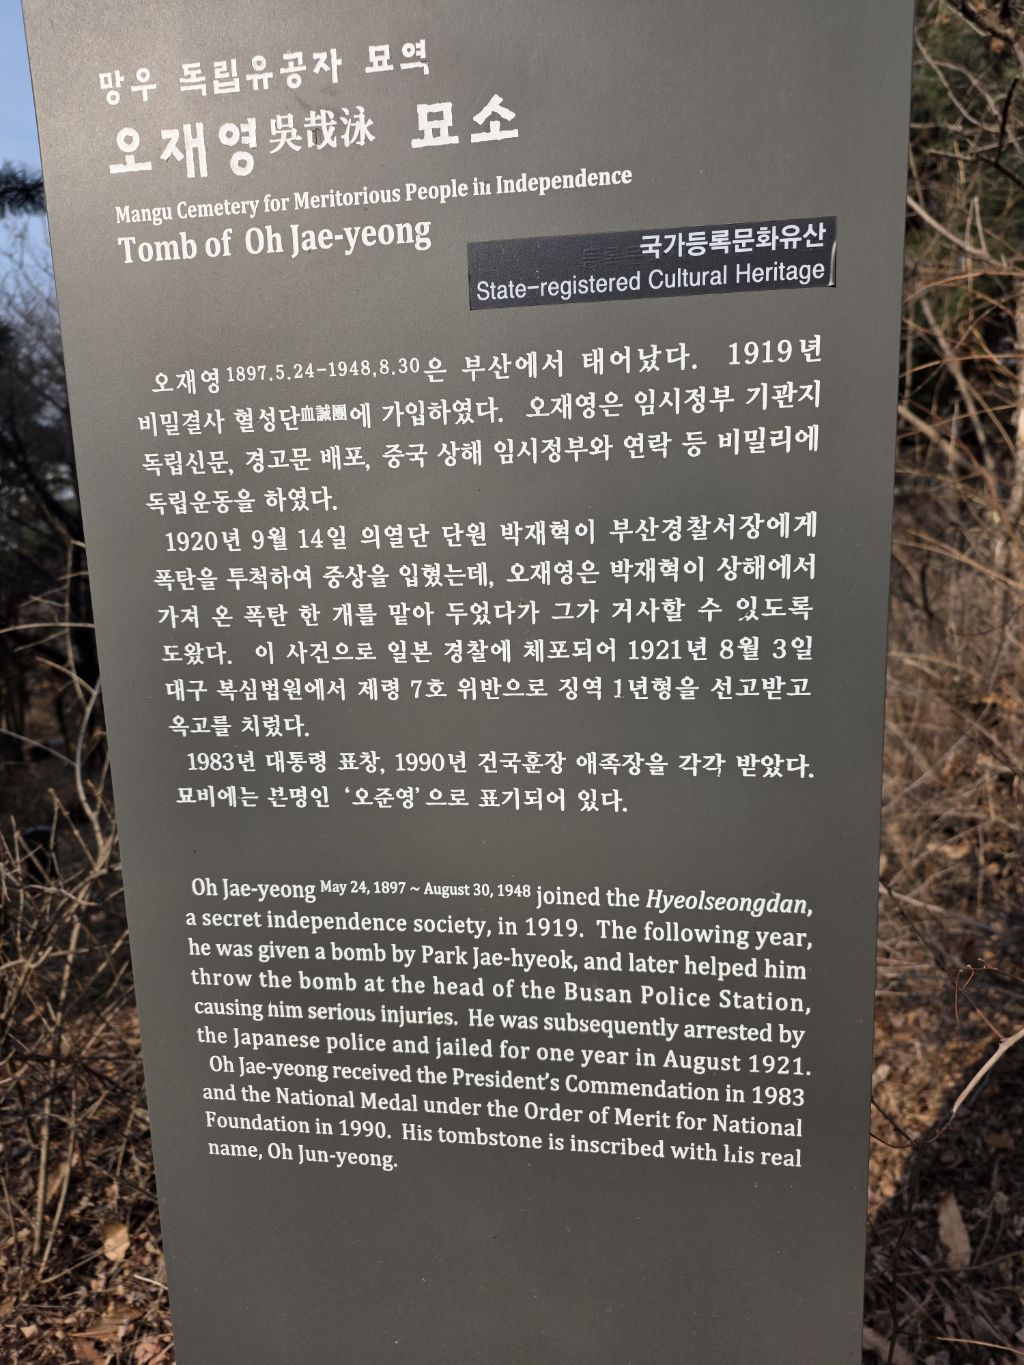 망우 독립유공자 묘역
오재영吳哉泳 묘소
Mangu Cemetery for Meritorious People in Independence
Tomb of Oh Jae-yeong
국가등록문화유산
State-registered Cultural Heritage
오재영1897.5.24-1948.8.30은 부산에서 태어났다. 1919년
비밀결사 혈성단血誠團에 가입하였다. 오재영은 임시정부 기관지
독립신문, 경고문 배포, 중국 상해 임시정부와 연락 등 비밀리에
독립운동을 하였다.
1920년 9월 14일 의열단 단원 박재혁이 부산경찰서장에게
폭탄을 투척하여 중상을 입혔는데, 오재영은 박재혁이 상해에서
가져 온 폭탄 한 개를 맡아 두었다가 그가 거사할 수 있도록
도왔다. 이 사건으로 일본 경찰에 체포되어 1921년 8월 3일
대구 복심법원에서 제령 7호 위반으로 징역 1년형을 선고받고
옥고를 치렀다.
1983년 대통령 표창, 1990년 건국훈장 애족장을 각각 받았다.
묘비에는 본명인 ‘오준영’으로 표기되어 있다.
Oh Jae-yeong May 24, 1897 ~ August 30, 1948 joined the Hyeolseongdan,
a secret independence society, in 1919. The following year,
he was given a bomb by Park Jae-hyeok, and later helped him
throw the bomb at the head of the Busan Police Station,
causing him serious injuries. He was subsequently arrested by
the Japanese police and jailed for one year in August 1921.
Oh Jae-yeong received the President's Commendation in 1983
and the National Medal under the Order of Merit for National
Foundation in 1990. His tombstone is inscribed with his real
name, Oh Jun-yeong.